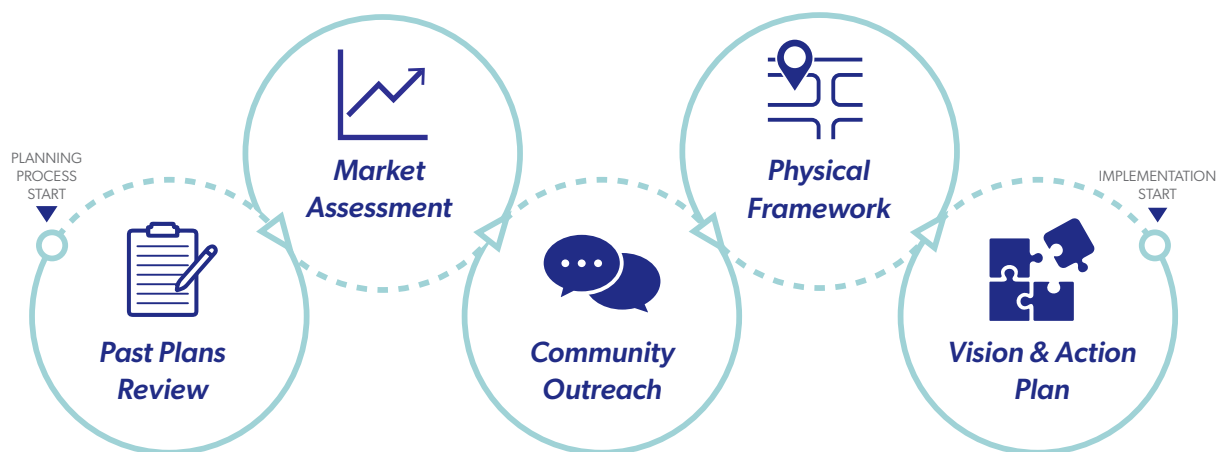 PLANNING
PROCESS
START
Past Plans
Review
Market
Assessment
Community
Outreach
Physical
Framework
Vision & Action
Plan
IMPLEMENTATION
START